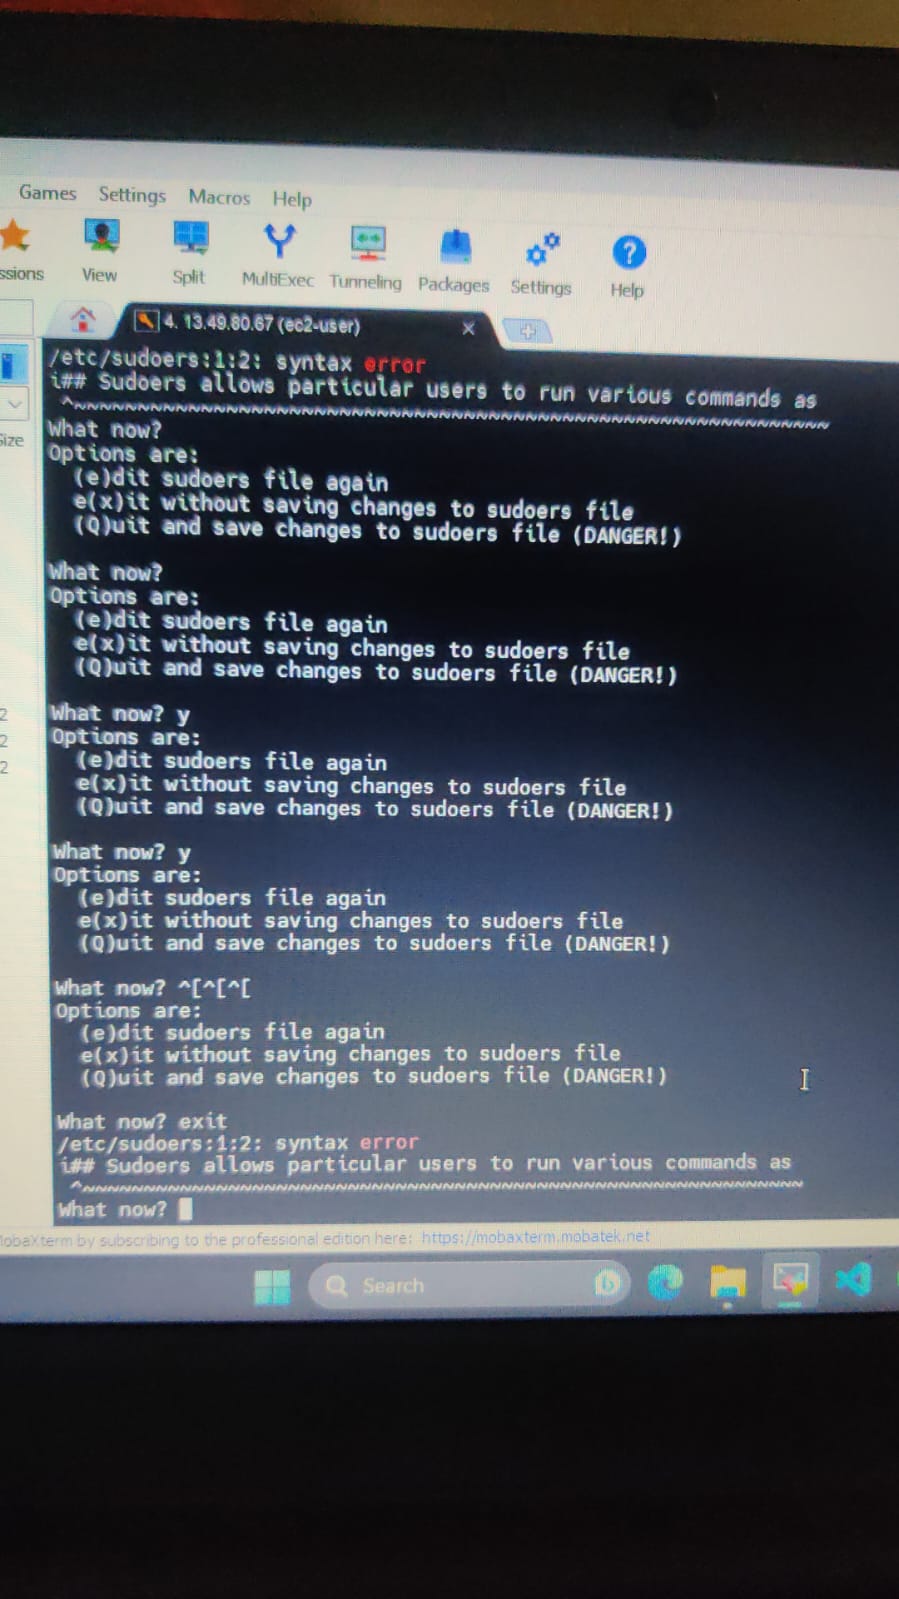 Games Settings Macros Help
ssions View Split MultiExec Tunneling Packages Settings Help
4. 13.49.80.67 (ec2-user)
/etc/sudoers:1:2: syntax error
i## Sudoers allows particular users to run various commands as
^~~~~~~~~~~~~~~~~~~~~~~~~~~~~~~~~~~~~~~~~~~~~~~~~~~~~~~~~~~~~~
Size
What now?
Options are:
(e)dit sudoers file again
e(x)it without saving changes to sudoers file
(Q)uit and save changes to sudoers file (DANGER!)
What now?
Options are:
(e)dit sudoers file again
e(x)it without saving changes to sudoers file
(Q)uit and save changes to sudoers file (DANGER!)
2
2
2
What now? y
Options are:
(e)dit sudoers file again
e(x)it without saving changes to sudoers file
(Q)uit and save changes to sudoers file (DANGER!)
What now? y
Options are:
(e)dit sudoers file again
e(x)it without saving changes to sudoers file
(Q)uit and save changes to sudoers file (DANGER!)
What now? ^[^[^[
Options are:
(e)dit sudoers file again
e(x)it without saving changes to sudoers file
(Q)uit and save changes to sudoers file (DANGER!)
What now? exit
/etc/sudoers:1:2: syntax error
i## Sudoers allows particular users to run various commands as
^~~~~~~~~~~~~~~~~~~~~~~~~~~~~~~~~~~~~~~~~~~~~~~~~~~~~~~~~~~~~~
What now?
MobaXterm by subscribing to the professional edition here: https://mobaxterm.mobatek.net
Search